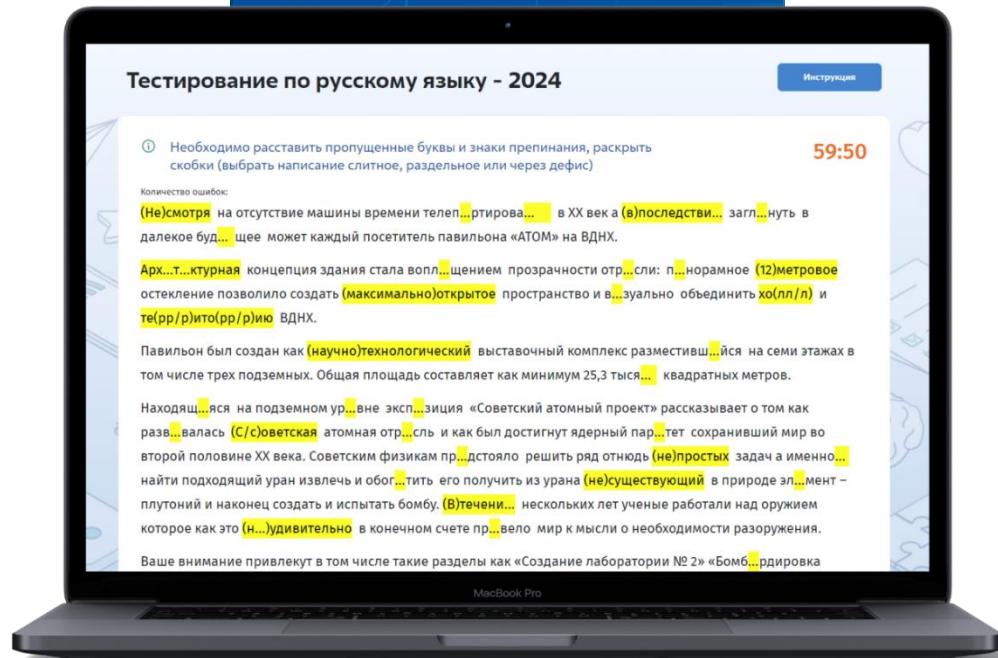 Тестирование по русскому языку - 2024
Инструкция
Необходимо расставить пропущенные буквы и знаки препинания, раскрыть
скобки (выбрать написание слитное, раздельное или через дефис)
59:50
Количество ошибок:
(Не)смотря на отсутствие машины времени телеп...ртирова... в XX век а (в)последстви... загл...нуть в
далекое буд... щее может каждый посетитель павильона «АТОМ» на ВДНХ.
Арх...т...ктурная концепция здания стала вопл...щением прозрачности отр...сли: п...норамное (12)метровое
остекление позволило создать (максимально)открытое пространство и в...зуально объединить хо(лл/л) и
те(рр/р)ито(рр/р)ию ВДНХ.
Павильон был создан как (научно)технологический выставочный комплекс разместивш...йся на семи этажах в
том числе трех подземных. Общая площадь составляет как минимум 25,3 тыся... квадратных метров.
Находящ...яся на подземном ур...вне эксп...зиция «Советский атомный проект» рассказывает о том как
разв...валась (С/с)оветская атомная отр...сль и как был достигнут ядерный пар...тет сохранивший мир во
второй половине XX века. Советским физикам пр...дстояло решить ряд отнюдь (не)простых задач а именно...
найти подходящий уран извлечь и обог...тить его получить из урана (не)существующий в природе эл...мент –
плутоний и наконец создать и испытать бомбу. (В)течени... нескольких лет ученые работали над оружием
которое как это (н...)удивительно в конечном счете пр...вело мир к мысли о необходимости разоружения.
Ваше внимание привлекут в том числе такие разделы как «Создание лаборатории № 2» «Бомб...рдировка
MacBook Pro